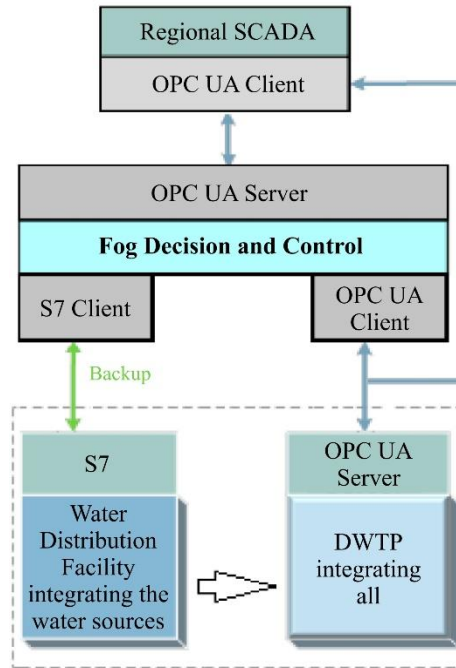 Regional SCADA
OPC UA Client
OPC UA Server
Fog Decision and Control
S7 Client
OPC UA
Client
Backup
S7
Water
Distribution
Facility
integrating the
water sources
OPC UA
Server
DWTP
integrating
all